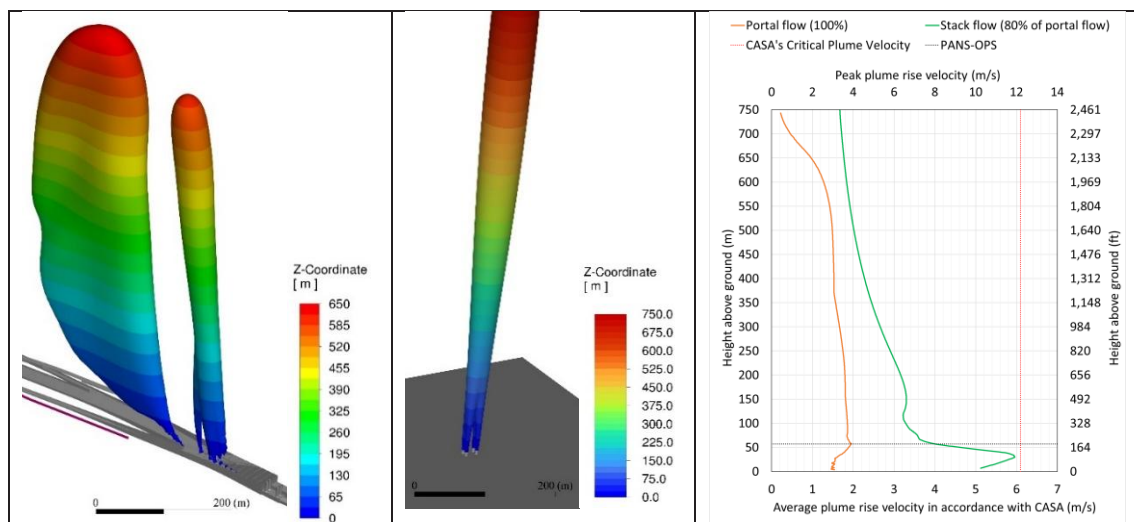 Z-Coordinate
[ m ]
650
585
520
455
390
325
260
195
130
65
0
0
200 (m)
Z-Coordinate
[ m ]
750.0
675.0
600.0
525.0
450.0
375.0
300.0
225.0
150.0
75.0
0.0
0
200 (m)
Portal flow (100%)
Stack flow (80% of portal flow)
CASA's Critical Plume Velocity
PANS-OPS
Peak plume rise velocity (m/s)
0 2 4 6 8 10 12 14
750 2,461
700 2,297
650 2,133
600 1,969
550 1,804
500 1,640
450 1,476
400 1,312
350 1,148
300 984
250 820
200 656
150 492
100 328
50 164
0 0
Height above ground (m)
Height above ground (ft)
0 1 2 3 4 5 6 7
Average plume rise velocity in accordance with CASA (m/s)